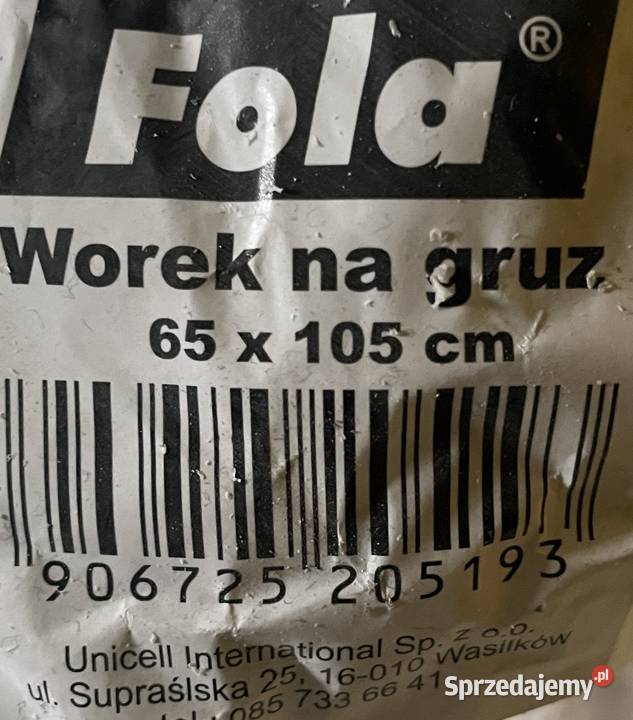 Fola®
Worek na gruz
65 x 105 cm
906725 205193
Unicell International Sp. z o.o.
ul. Supraślska 25, 16-010 Wasilków
tel.: 085 733 66 41
Sprzedajemy.pl